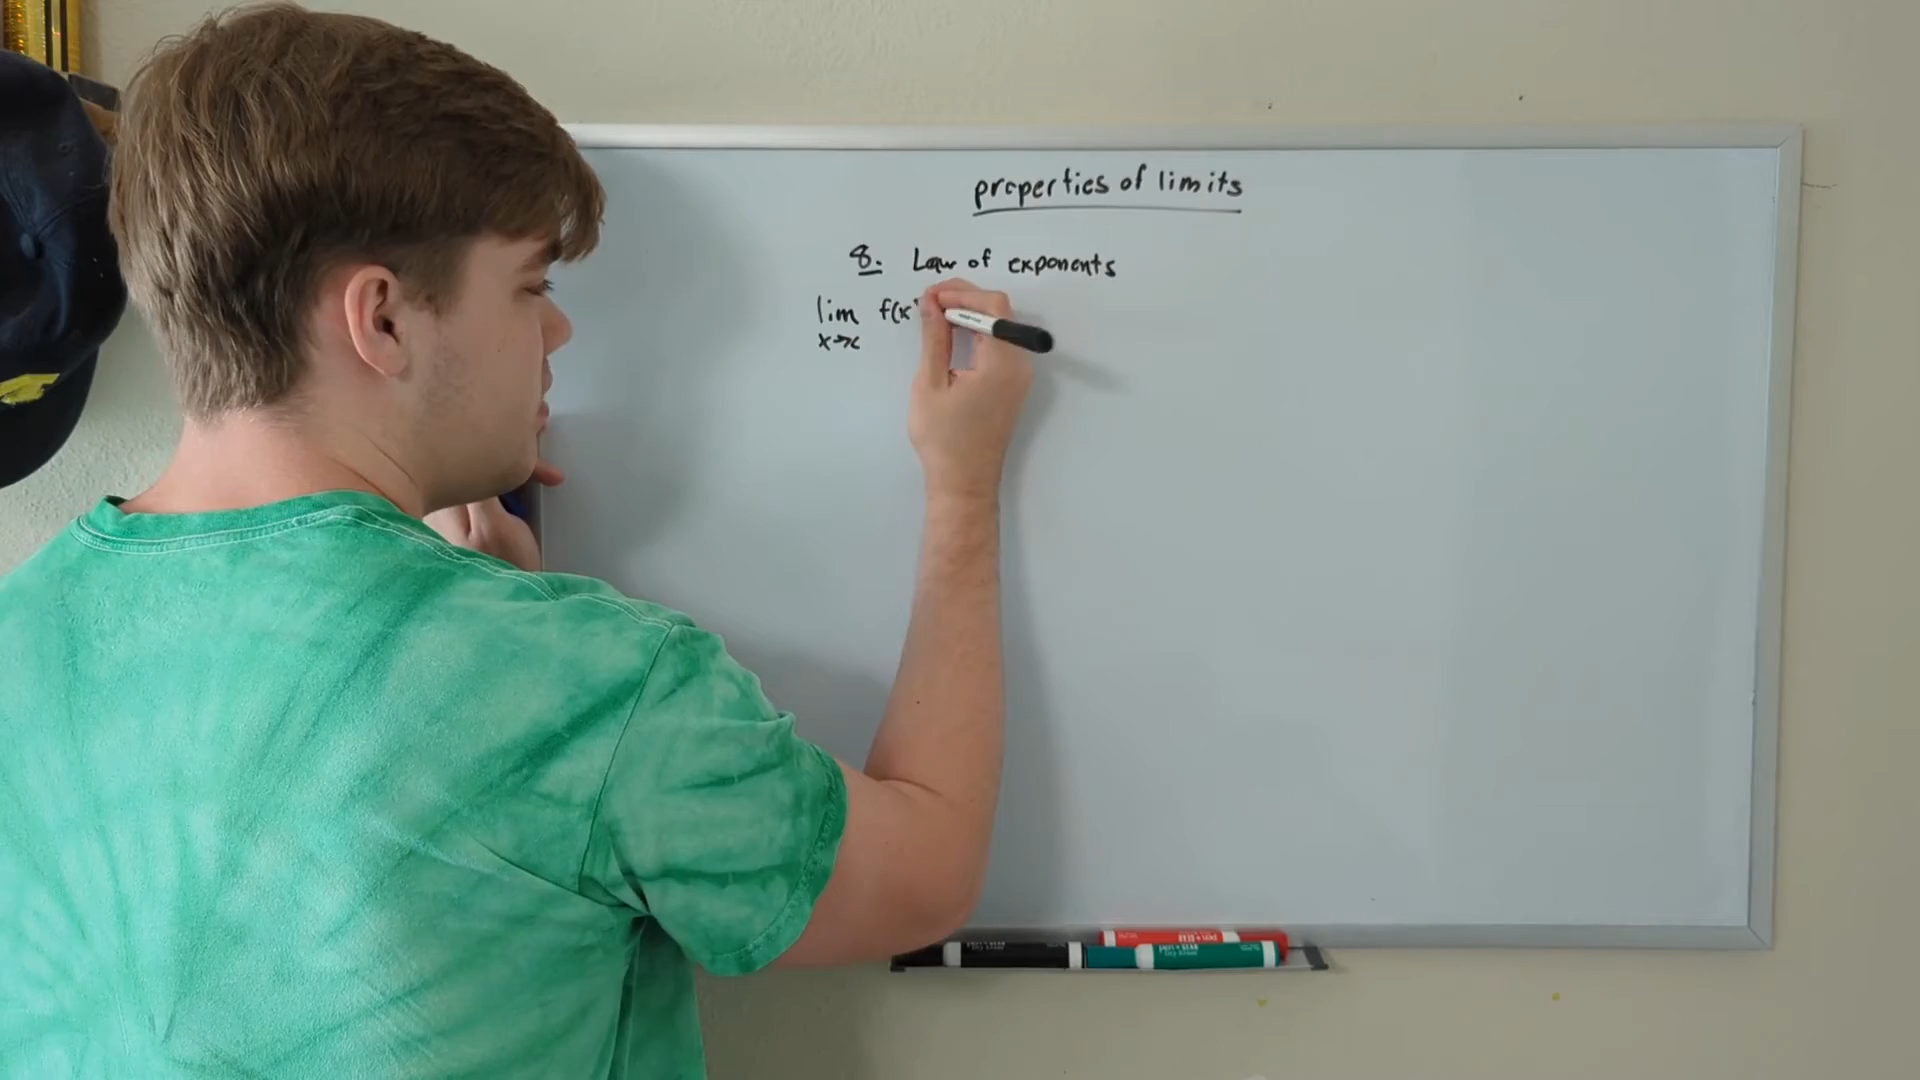 properties of limits
8. Law of exponents
lim f(x
x→c